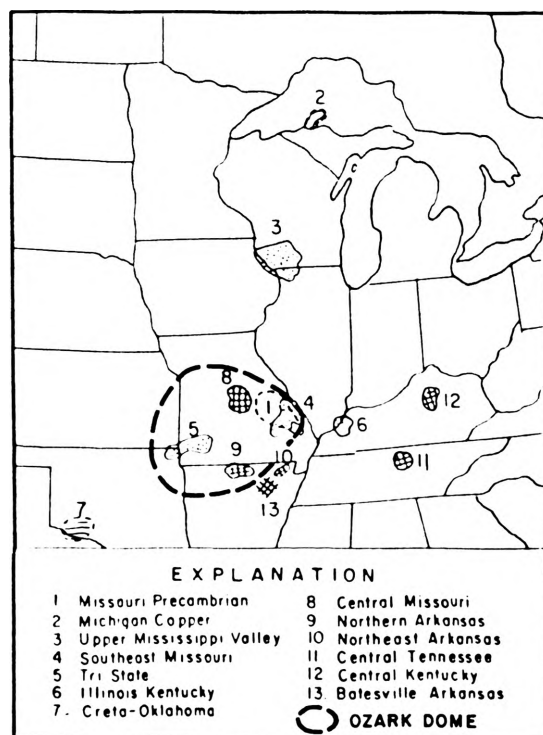 2
3
8
1
4
6
12
5
9
10
11
13
7
EXPLANATION
1 Missouri Precambrian
2 Michigan Copper
3 Upper Mississippi Valley
4 Southeast Missouri
5 Tri State
6 Illinois Kentucky
7. Creta-Oklahoma
8 Central Missouri
9 Northern Arkansas
10 Northeast Arkansas
11 Central Tennessee
12 Central Kentucky
13. Batesville Arkansas
OZARK DOME